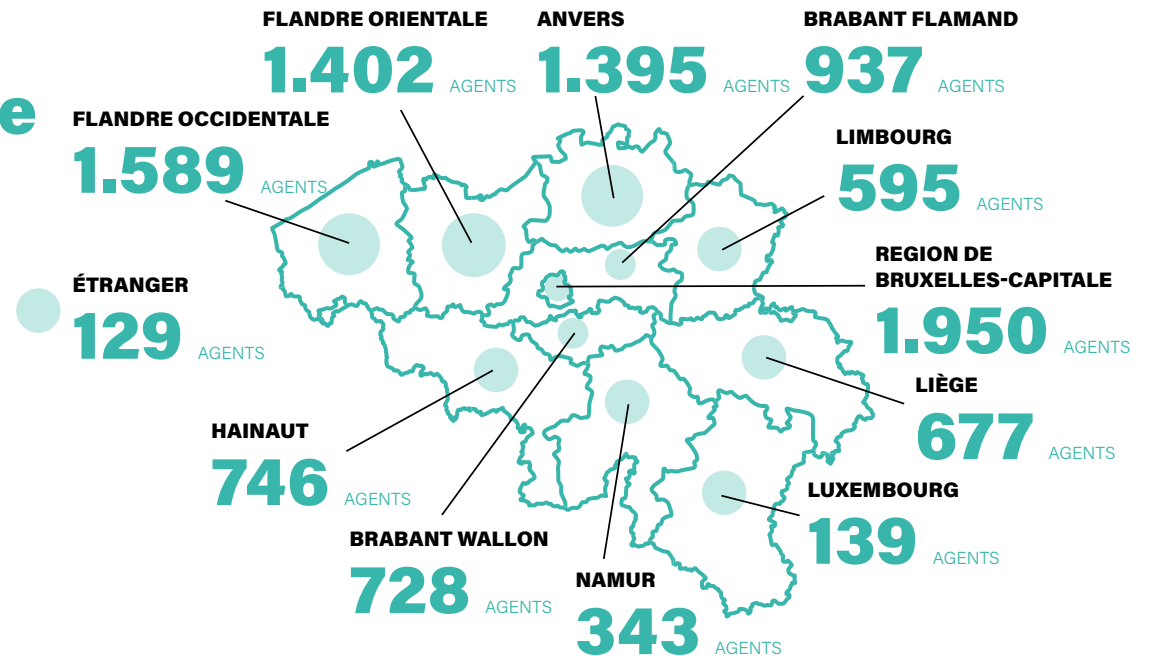 e
FLANDRE ORIENTALE
1.402 AGENTS
ANVERS
1.395 AGENTS
BRABANT FLAMAND
937 AGENTS
FLANDRE OCCIDENTALE
1.589 AGENTS
LIMBOURG
595 AGENTS
REGION DE
BRUXELLES-CAPITALE
1.950 AGENTS
ÉTRANGER
129 AGENTS
LIÈGE
677 AGENTS
HAINAUT
746 AGENTS
LUXEMBOURG
139 AGENTS
BRABANT WALLON
728 AGENTS
NAMUR
343 AGENTS